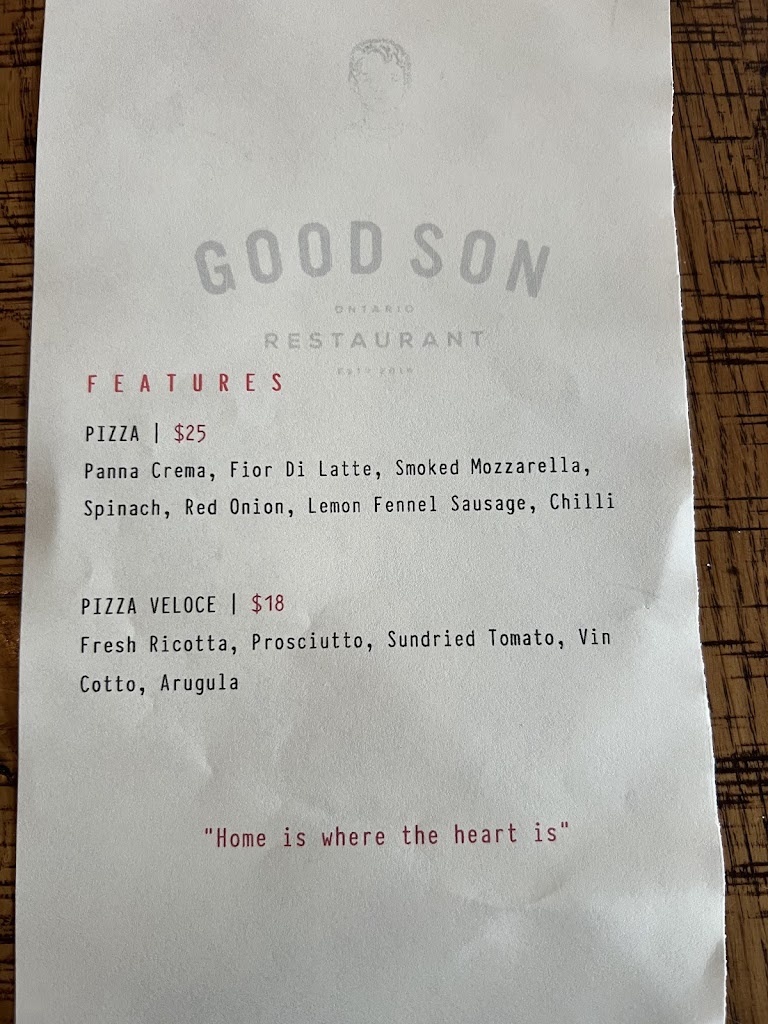 GOOD SON
ONTARIO
RESTAURANT
FEATURES
PIZZA | $25
Panna Crema, Fior Di Latte, Smoked Mozzarella,
Spinach, Red Onion, Lemon Fennel Sausage, Chilli
PIZZA VELOCE | $18
Fresh Ricotta, Prosciutto, Sundried Tomato, Vin
Cotto, Arugula
"Home is where the heart is"